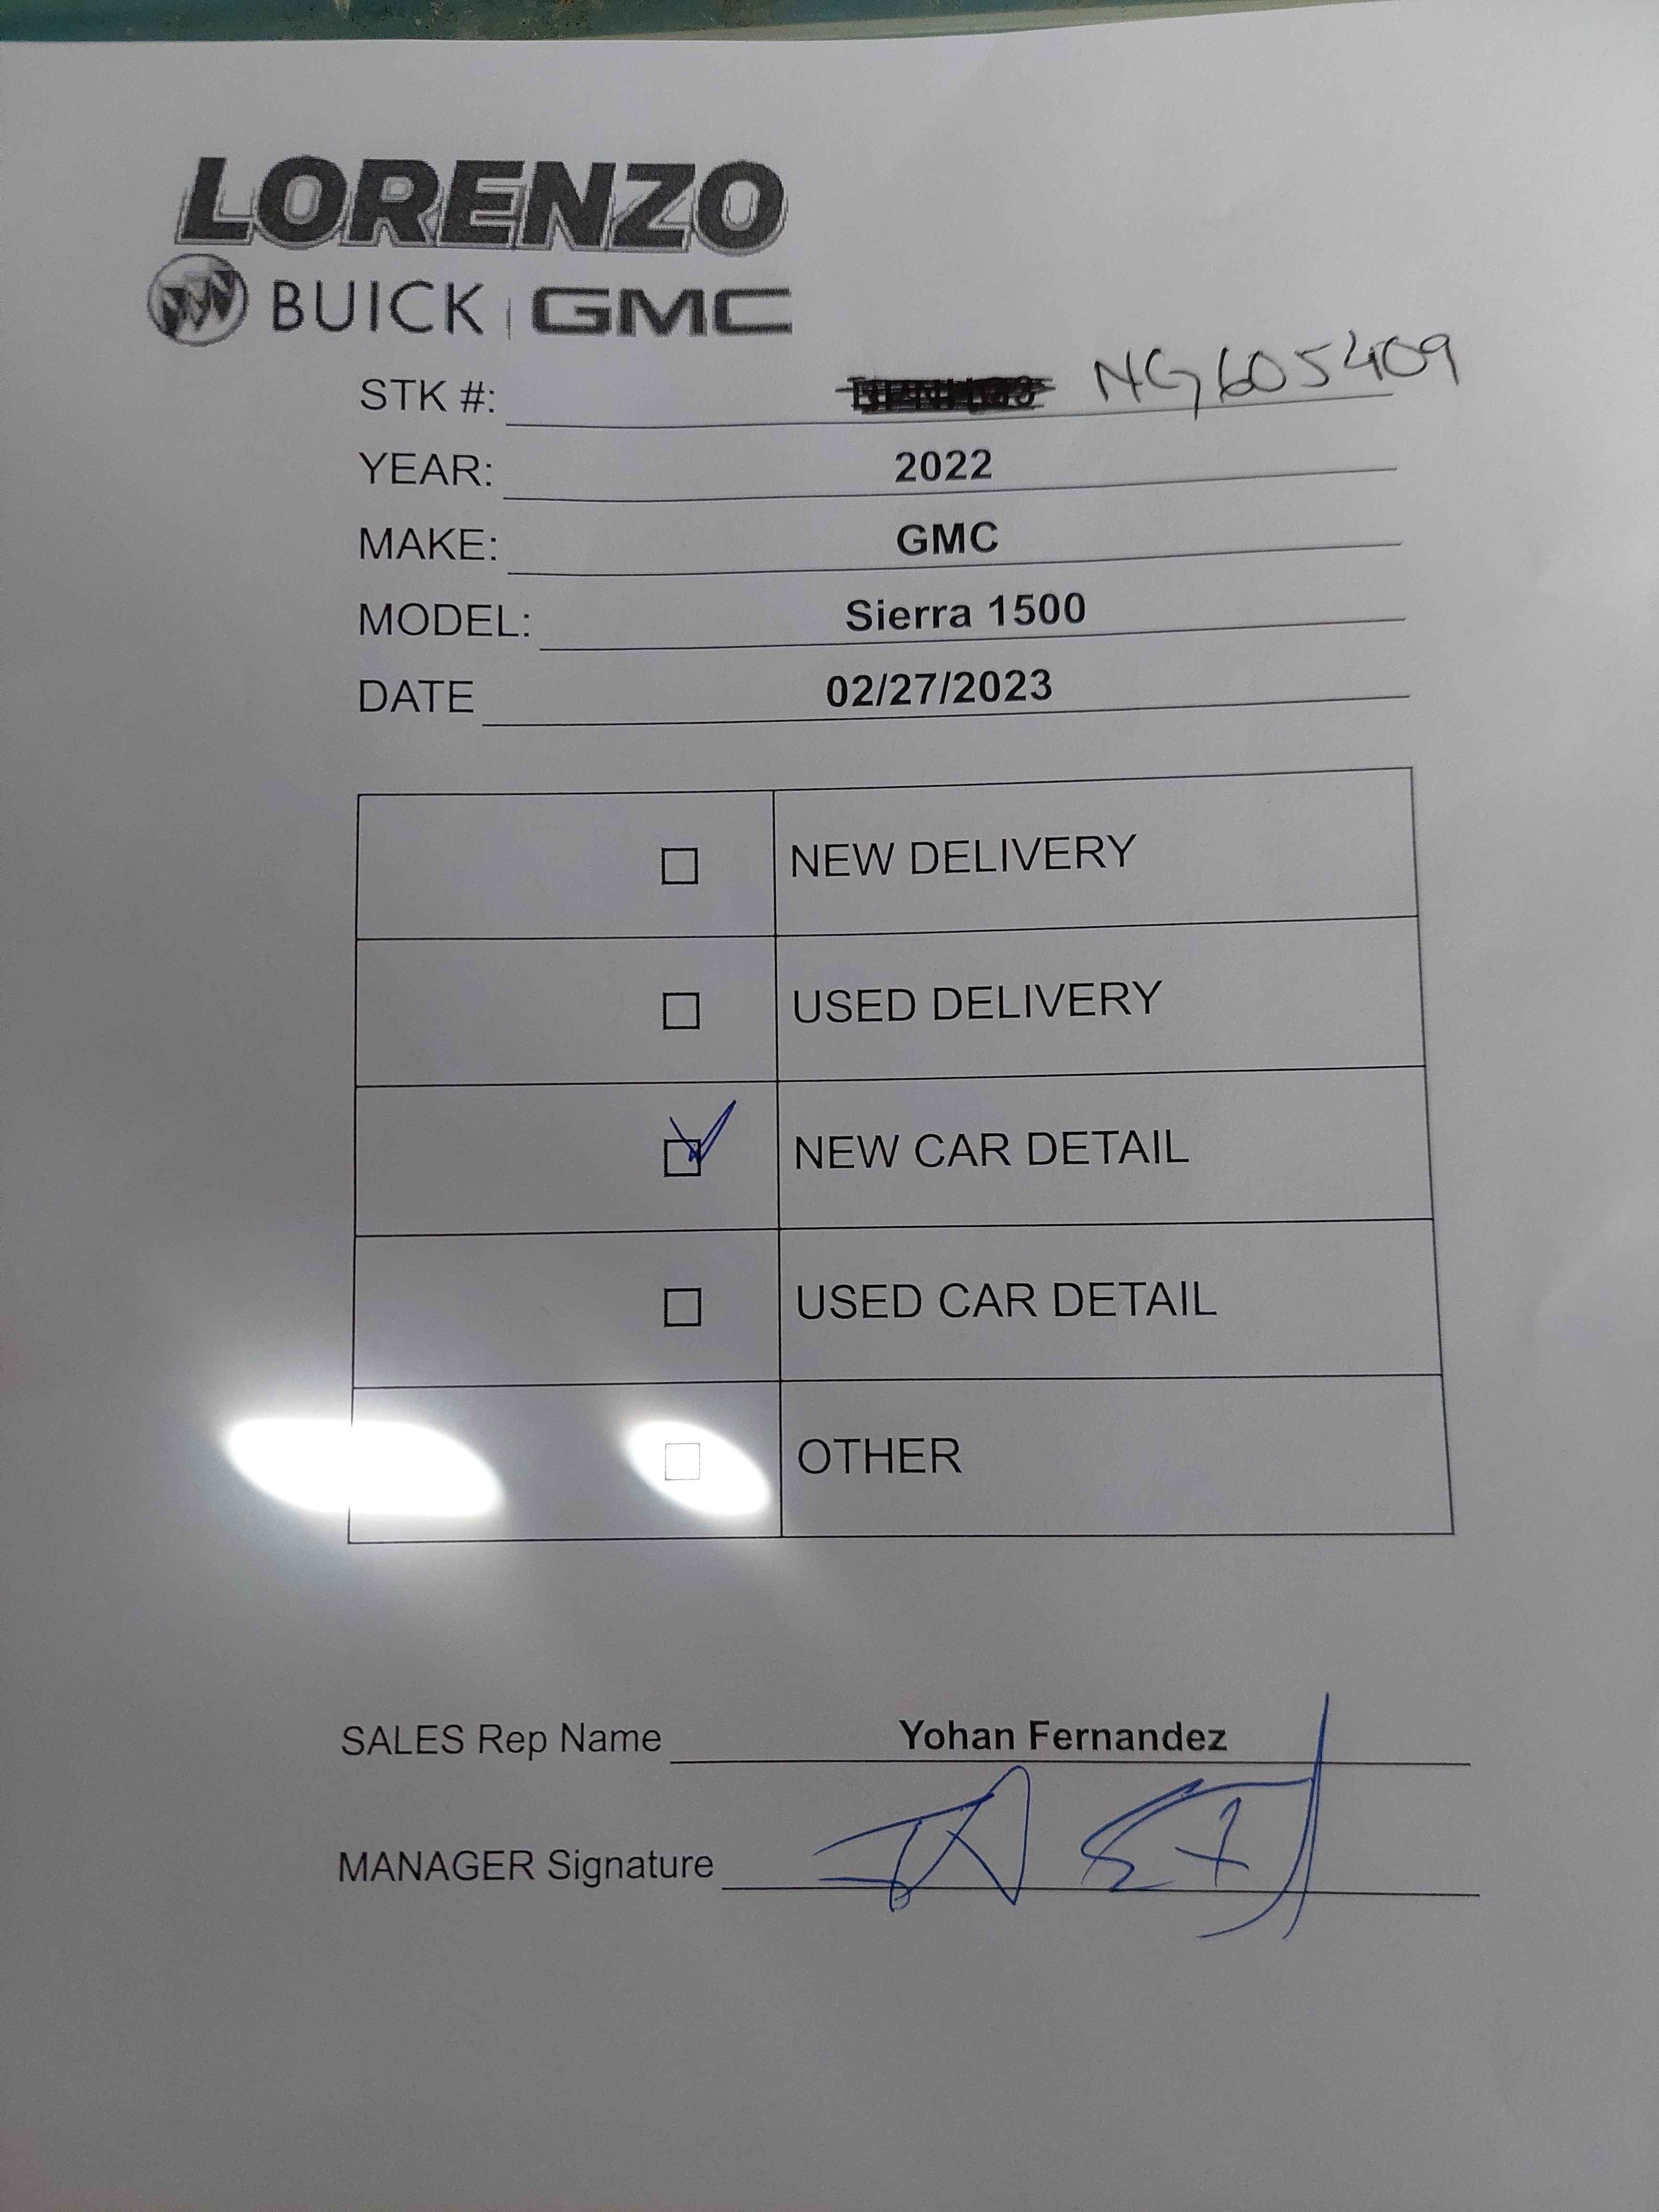 LORENZO
BUICK | GMC
STK #: NG605409
YEAR: 2022
MAKE: GMC
MODEL: Sierra 1500
DATE 02/27/2023
☐ NEW DELIVERY
☐ USED DELIVERY
☑ NEW CAR DETAIL
☐ USED CAR DETAIL
☐ OTHER
SALES Rep Name Yohan Fernandez
MANAGER Signature